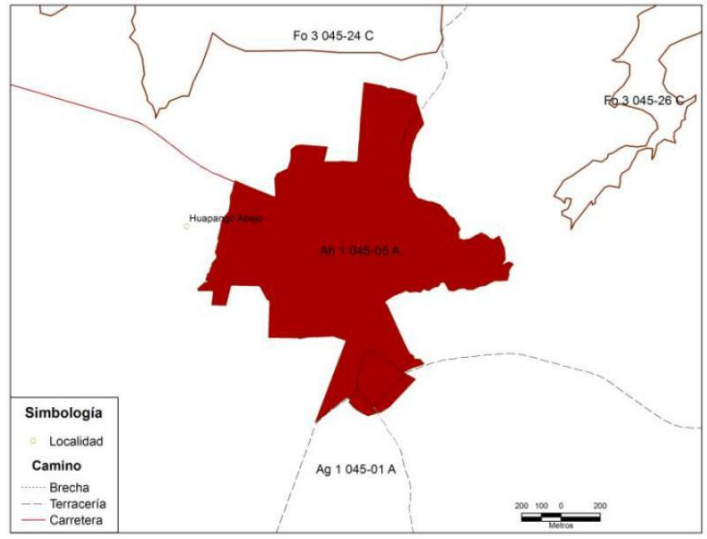 Fo 3 045-24 C
Fo 3 045-26 C
Huapango Abajo
Ah 1 045-05 A
Ag 1 045-01 A
Simbología
Localidad
Camino
Brecha
Terracería
Carretera
200 100 0 200
Metros